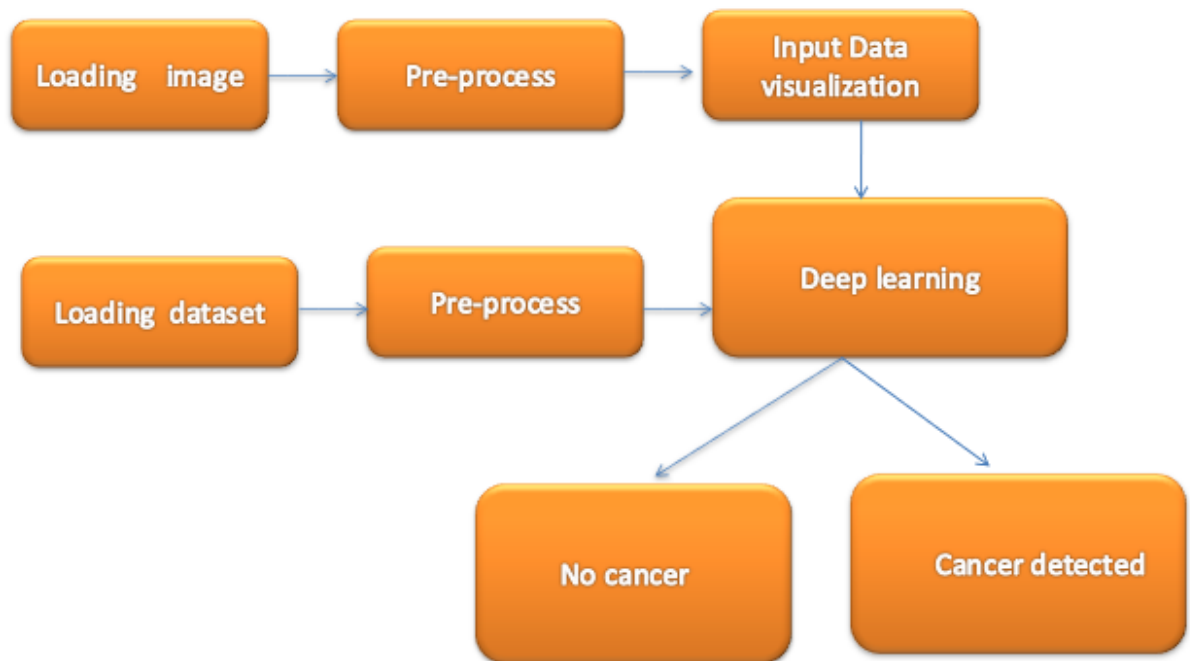 Loading image
Pre-process
Input Data
visualization
Loading dataset
Pre-process
Deep learning
No cancer
Cancer detected